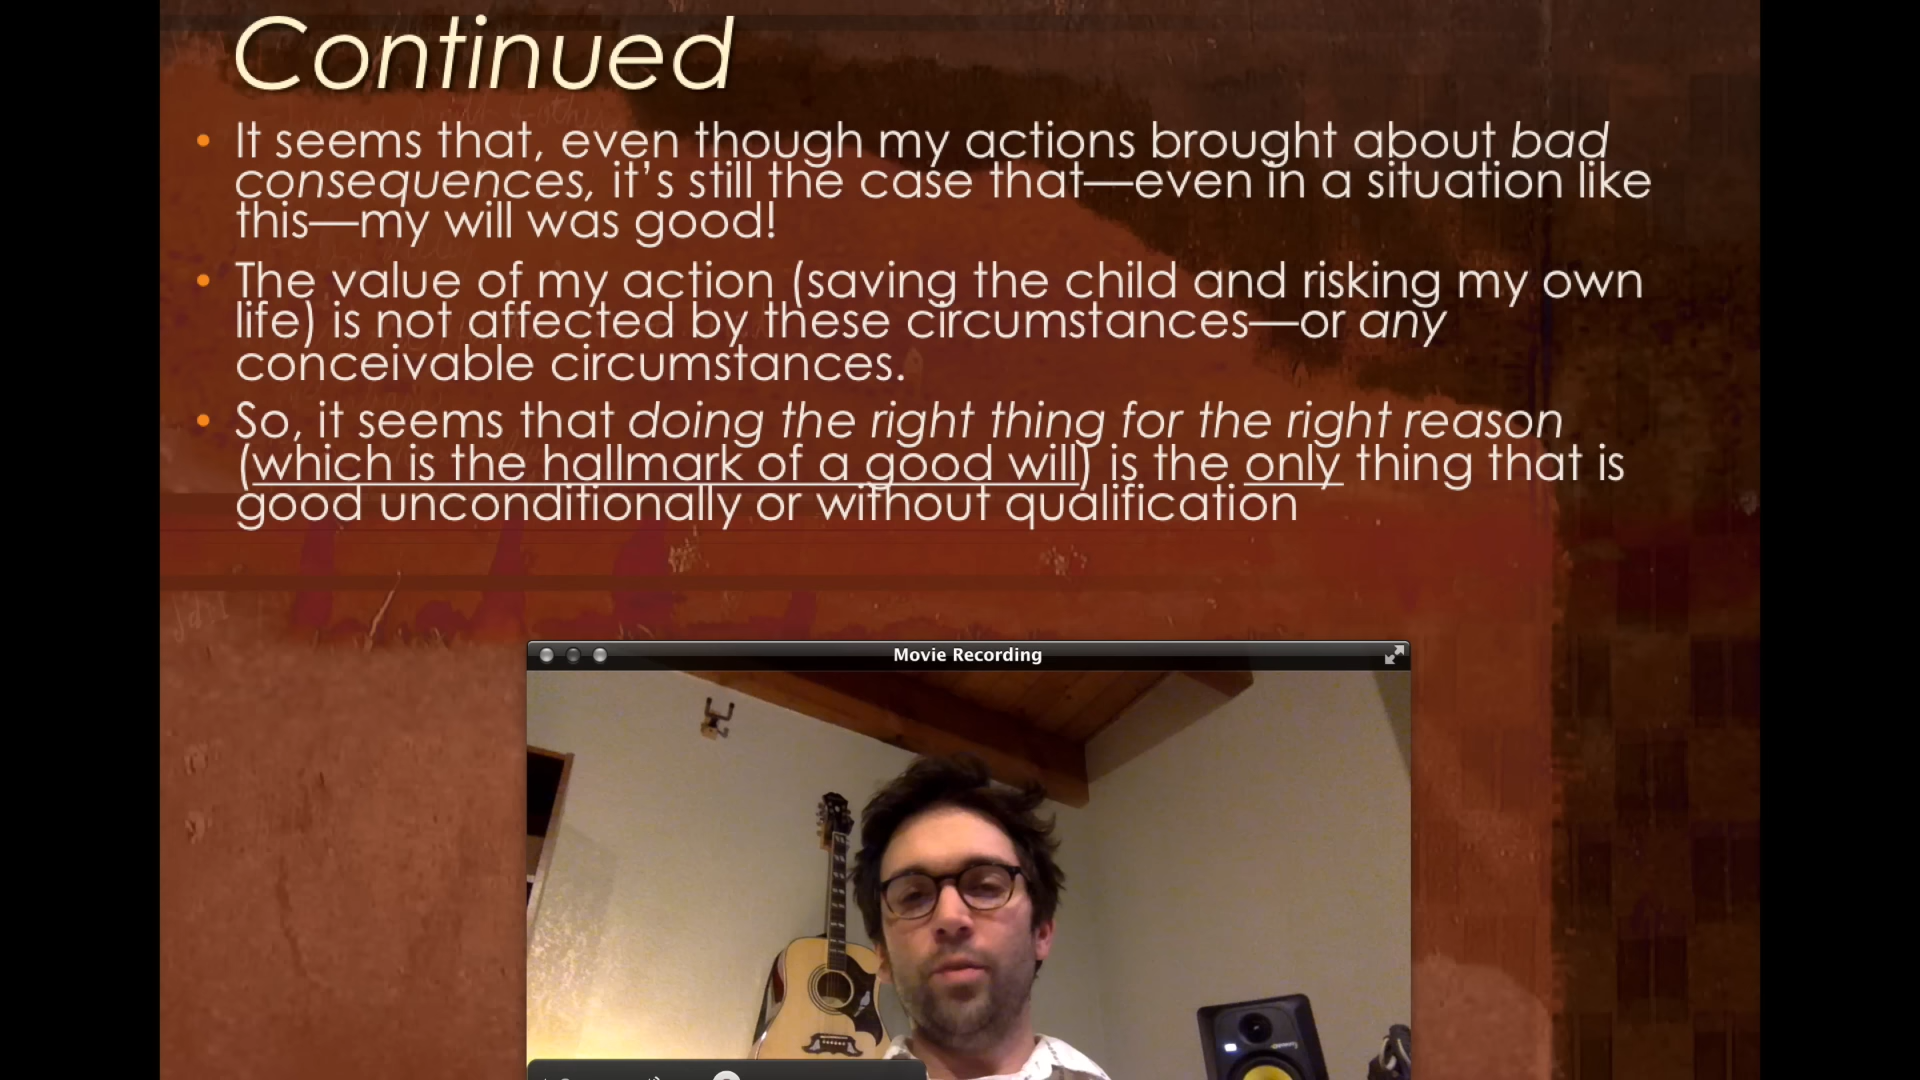 Continued
• It seems that, even though my actions brought about bad
consequences, it’s still the case that—even in a situation like
this—my will was good!
• The value of my action (saving the child and risking my own
life) is not affected by these circumstances—or any
conceivable circumstances.
• So, it seems that doing the right thing for the right reason
(which is the hallmark of a good will) is the only thing that is
good unconditionally or without qualification
Movie Recording